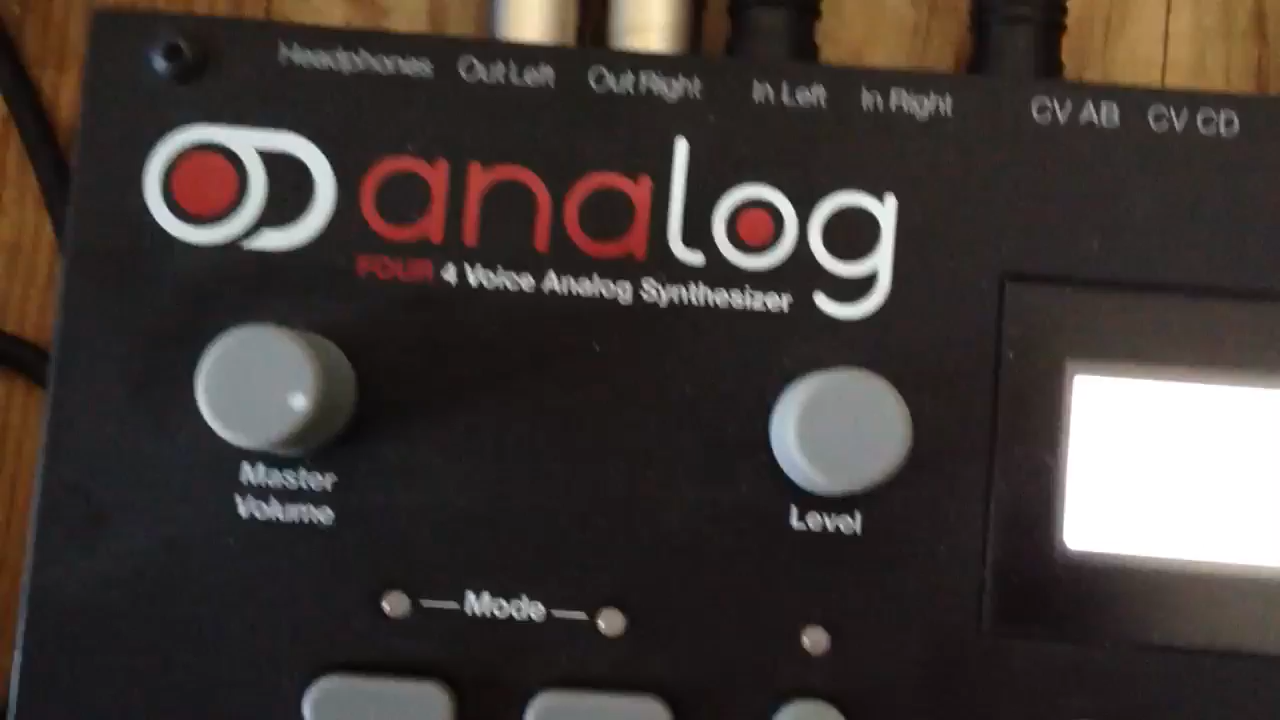 Headphones Out Left Out Right In Left In Right CV AB CV CD
analog
FOUR 4 Voice Analog Synthesizer
Master
Volume
Level
Mode